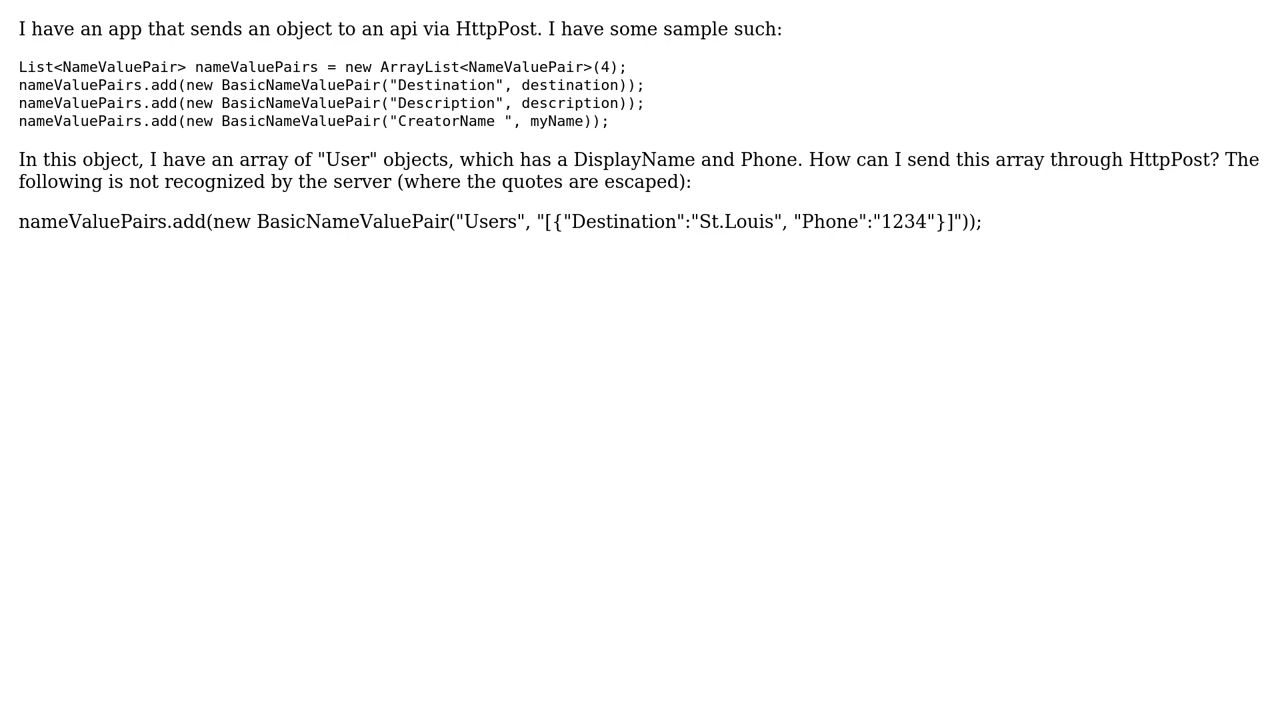 I have an app that sends an object to an api via HttpPost. I have some sample such:
List<NameValuePair> nameValuePairs = new ArrayList<NameValuePair>(4);
nameValuePairs.add(new BasicNameValuePair("Destination", destination));
nameValuePairs.add(new BasicNameValuePair("Description", description));
nameValuePairs.add(new BasicNameValuePair("CreatorName ", myName));
In this object, I have an array of "User" objects, which has a DisplayName and Phone. How can I send this array through HttpPost? The
following is not recognized by the server (where the quotes are escaped):
nameValuePairs.add(new BasicNameValuePair("Users", "[{"Destination":"St.Louis", "Phone":"1234"}]"));